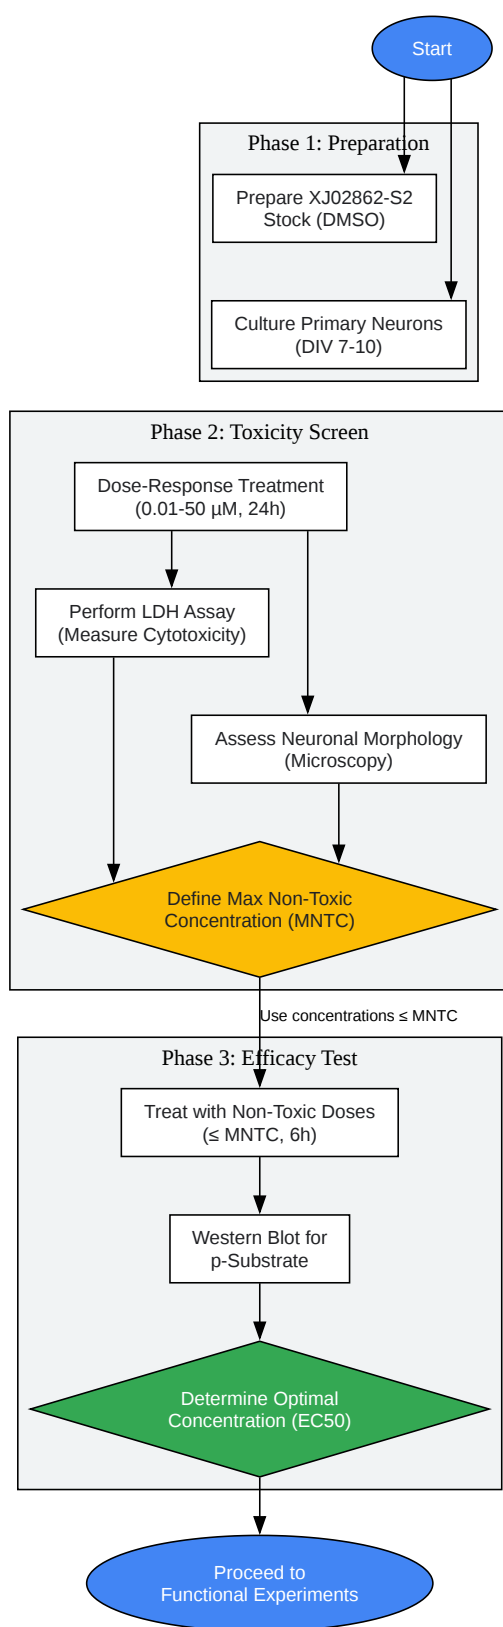 Start
Phase 1: Preparation
Prepare XJ02862-S2
Stock (DMSO)
Culture Primary Neurons
(DIV 7-10)
Phase 2: Toxicity Screen
Dose-Response Treatment
(0.01-50 µM, 24h)
Perform LDH Assay
(Measure Cytotoxicity)
Assess Neuronal Morphology
(Microscopy)
Define Max Non-Toxic
Concentration (MNTC)
Use concentrations ≤ MNTC
Phase 3: Efficacy Test
Treat with Non-Toxic Doses
(≤ MNTC, 6h)
Western Blot for
p-Substrate
Determine Optimal
Concentration (EC50)
Proceed to
Functional Experiments